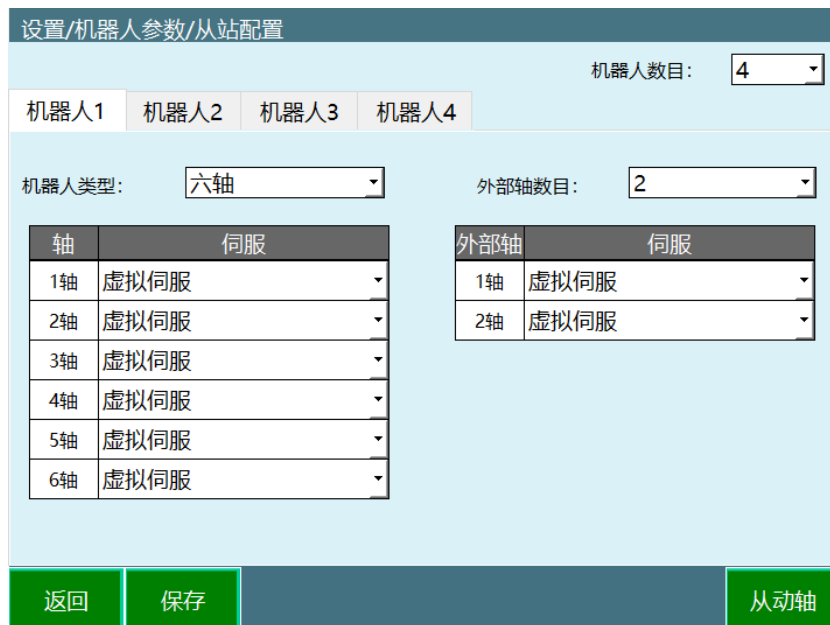 设置/机器人参数/从站配置
机器人数目: 4
机器人1 机器人2 机器人3 机器人4
机器人类型: 六轴 外部轴数目: 2
轴 伺服 外部轴 伺服
1轴 虚拟伺服 1轴 虚拟伺服
2轴 虚拟伺服 2轴 虚拟伺服
3轴 虚拟伺服
4轴 虚拟伺服
5轴 虚拟伺服
6轴 虚拟伺服
返回 保存 从动轴